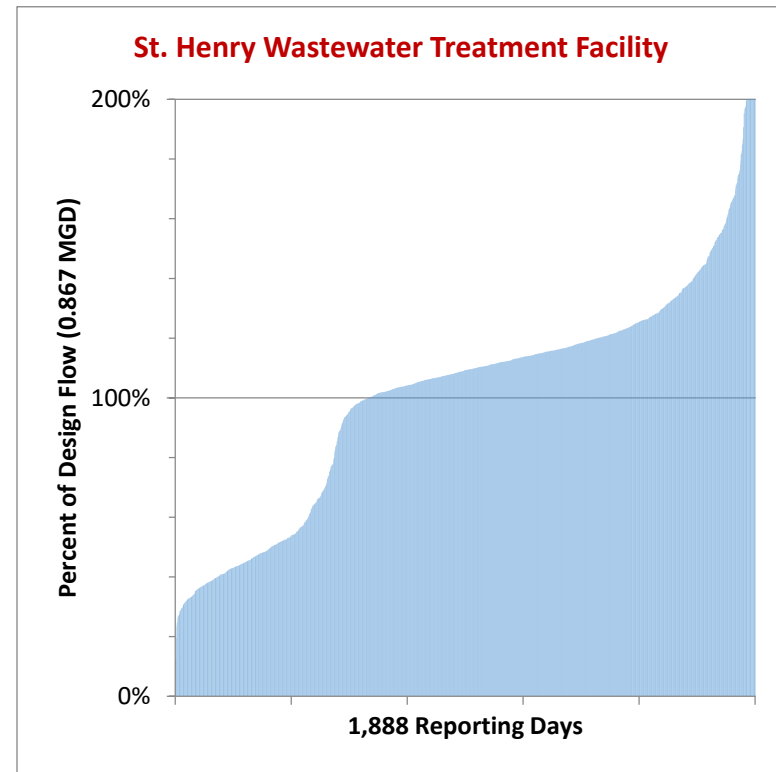 St. Henry Wastewater Treatment Facility
200%
Percent of Design Flow (0.867 MGD)
100%
0%
1,888 Reporting Days